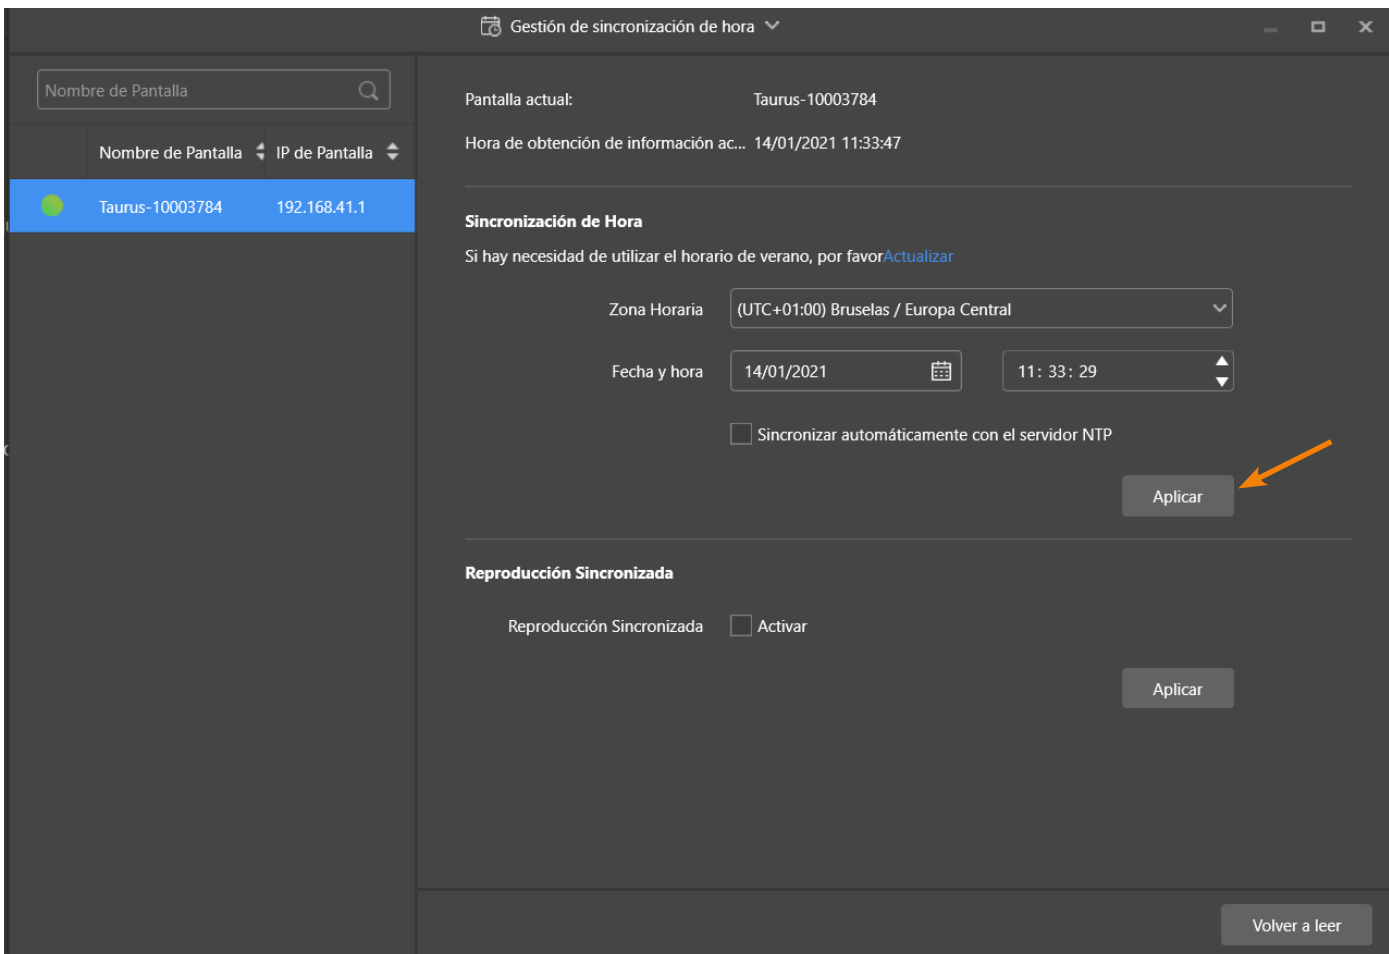 Gestión de sincronización de hora
Nombre de Pantalla
Nombre de Pantalla IP de Pantalla
Taurus-10003784 192.168.41.1
Pantalla actual: Taurus-10003784
Hora de obtención de información ac... 14/01/2021 11:33:47
Sincronización de Hora
Si hay necesidad de utilizar el horario de verano, por favorActualizar
Zona Horaria (UTC+01:00) Bruselas / Europa Central
Fecha y hora 14/01/2021 11: 33: 29
Sincronizar automáticamente con el servidor NTP
Aplicar
Reproducción Sincronizada
Reproducción Sincronizada Activar
Aplicar
Volver a leer